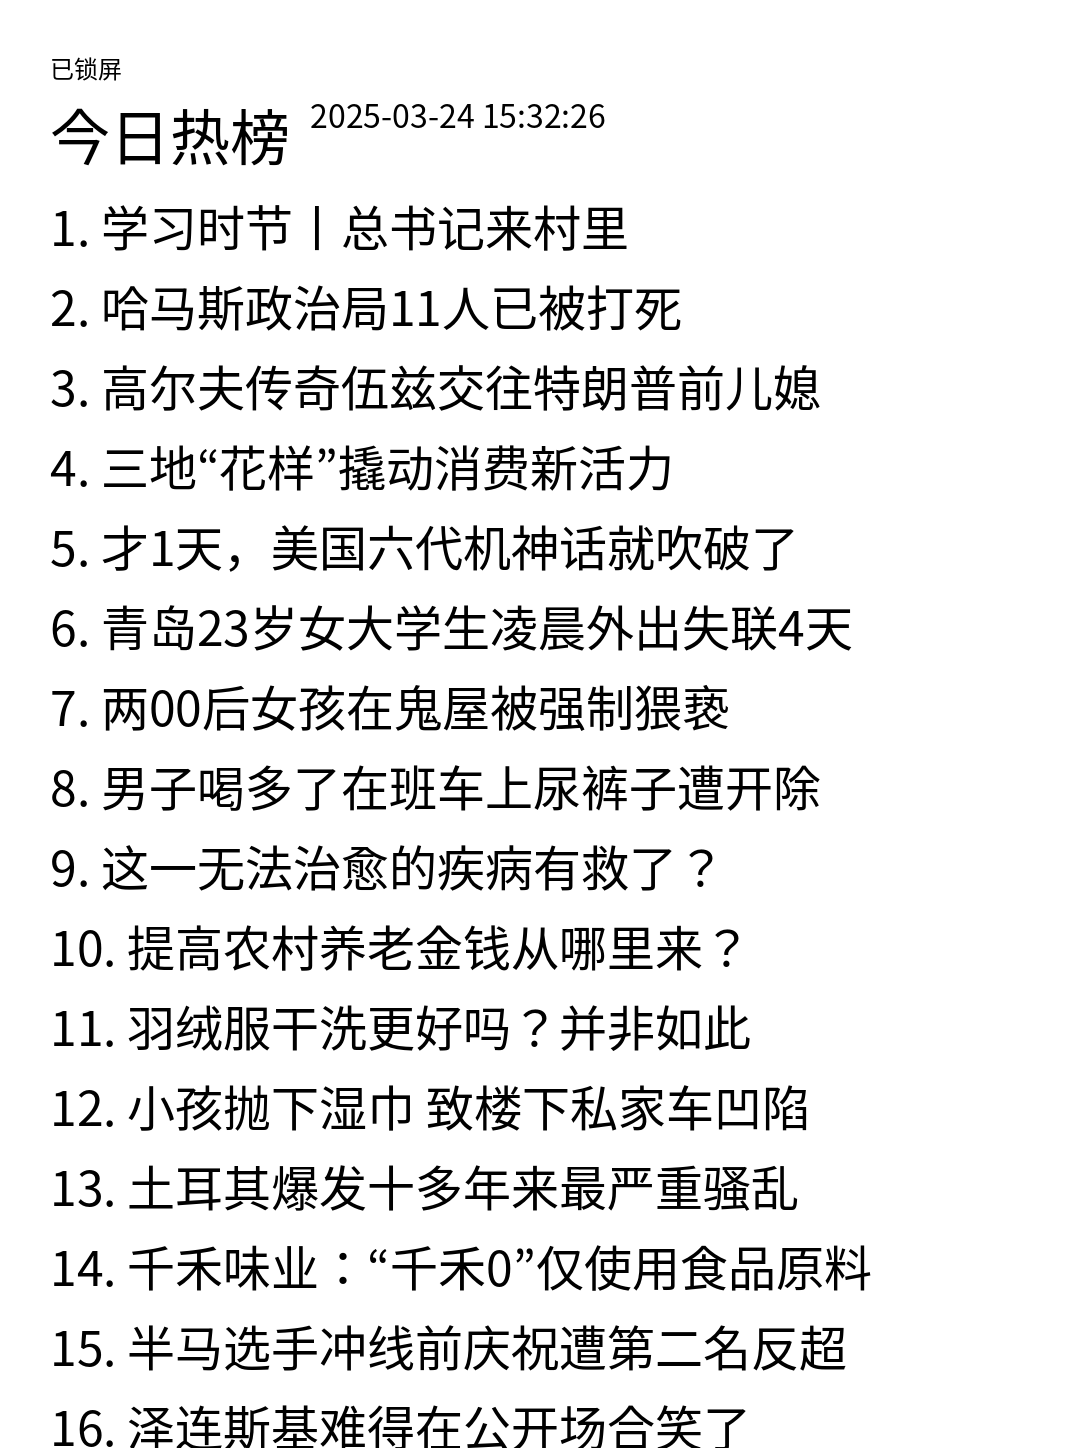 已锁屏
今日热榜 2025-03-24 15:32:26
1. 学习时节丨总书记来村里
2. 哈马斯政治局11人已被打死
3. 高尔夫传奇伍兹交往特朗普前儿媳
4. 三地“花样”撬动消费新活力
5. 才1天，美国六代机神话就吹破了
6. 青岛23岁女大学生凌晨外出失联4天
7. 两00后女孩在鬼屋被强制猥亵
8. 男子喝多了在班车上尿裤子遭开除
9. 这一无法治愈的疾病有救了？
10. 提高农村养老金钱从哪里来？
11. 羽绒服干洗更好吗？并非如此
12. 小孩抛下湿巾 致楼下私家车凹陷
13. 土耳其爆发十多年来最严重骚乱
14. 千禾味业：“千禾0”仅使用食品原料
15. 半马选手冲线前庆祝遭第二名反超
16. 泽连斯基难得在公开场合笑了